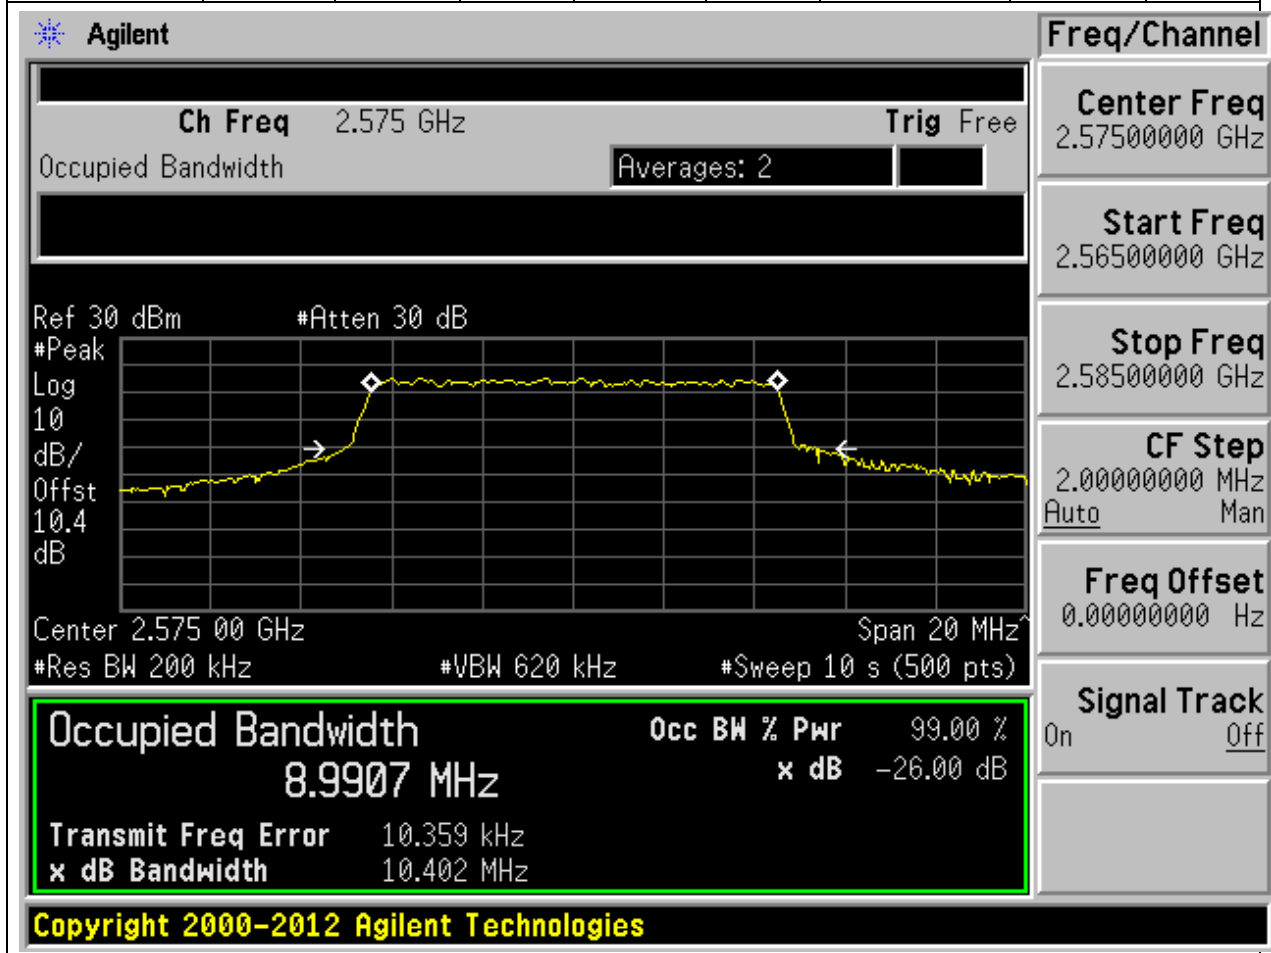 Agilent
Freq/Channel
Ch Freq 2.575 GHz Trig Free
Occupied Bandwidth Averages: 2
Center Freq
2.57500000 GHz
Start Freq
2.56500000 GHz
Stop Freq
2.58500000 GHz
CF Step
2.00000000 MHz
Auto Man
Freq Offset
0.00000000 Hz
Signal Track
On Off
Ref 30 dBm #Atten 30 dB
#Peak
Log
10
dB/
Offst
10.4
dB
Center 2.575 00 GHz Span 20 MHz^
#Res BW 200 kHz #VBW 620 kHz #Sweep 10 s (500 pts)
Occupied Bandwidth Occ BW % Pwr 99.00 %
8.9907 MHz x dB -26.00 dB
Transmit Freq Error 10.359 kHz
x dB Bandwidth 10.402 MHz
Copyright 2000-2012 Agilent Technologies